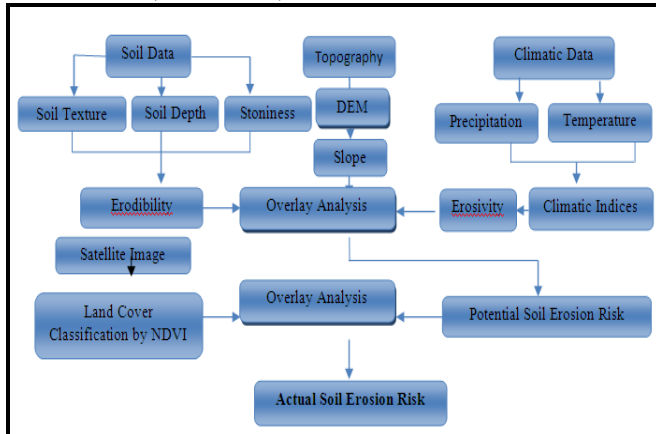 Soil Data
Topography
Climatic Data
Soil Texture
Soil Depth
Stoniness
DEM
Precipitation
Temperature
Slope
Erodibility
Overlay Analysis
Erosivity
Climatic Indices
Satellite Image
Land Cover
Classification by NDVI
Overlay Analysis
Potential Soil Erosion Risk
Actual Soil Erosion Risk